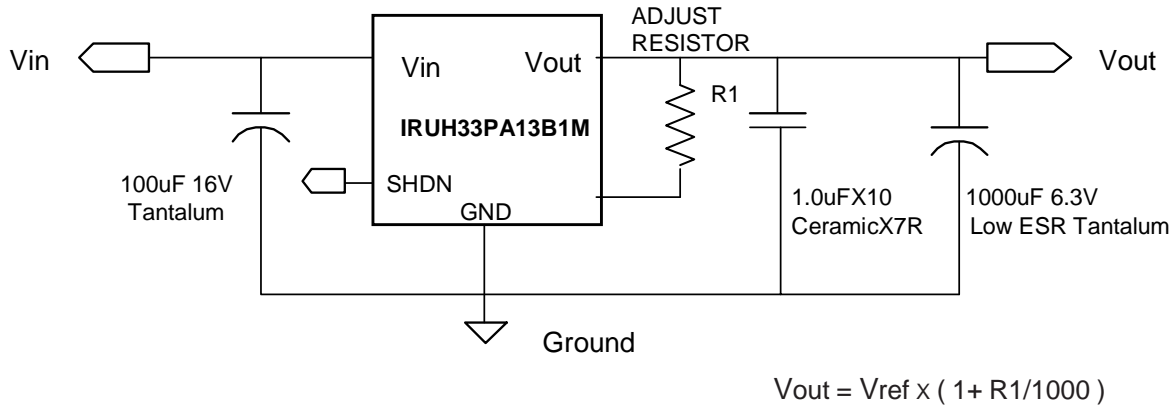 ADJUST
RESISTOR
Vin
Vin
Vout
Vout
R1
IRUH33PA13B1M
100uF 16V
Tantalum
SHDN
GND
1.0uFX10
CeramicX7R
1000uF 6.3V
Low ESR Tantalum
Ground
Vout = Vref X ( 1+ R1/1000 )